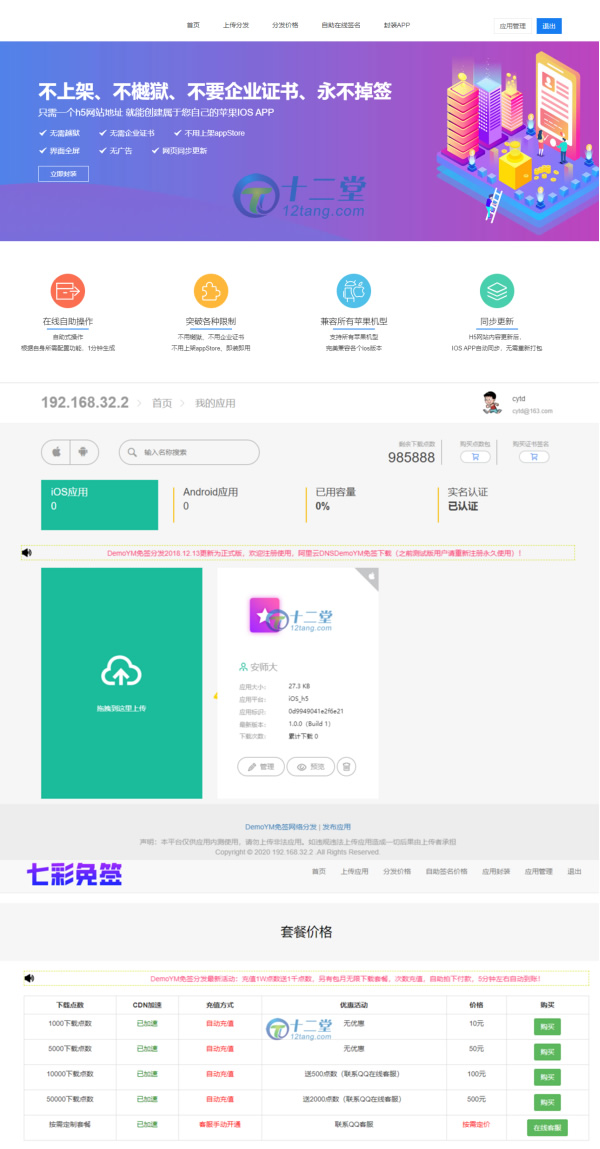 首页 上传分发 分发价格 自助在线签名 封装APP 应用管理 退出
不上架、不樾獄、不要企业证书、永不掉签
只需一个h5网站地址 就能创建属于您自己的苹果IOS APP
无需越狱 无需企业证书 不用上架appStore
界面全屏 无广告 网页同步更新
立即封装
十二堂
12tang.com
在线自助操作 突破各种限制 兼容所有苹果机型 同步更新
自助式操作 不用樾獄、不用企业证书 支持所有苹果机型 H5网站内容更新后,
根据自身所需配置功能、1分钟生成 不用上架appStore、即装即用 完美兼容各个ios版本 IOS APP自动同步、无需重新打包
192.168.32.2 首页 我的应用
cytd
cytd@163.com
输入名称搜索
剩余下载点数 购买点数包 购买证书签名
985888
iOS应用 Android应用 已用容量 实名认证
0 0 0% 已认证
DemoYM免签分发2018.12.13更新为正式版，欢迎注册使用，阿里云DNSDemoYM免签下载（之前测试版用户请重新注册永久使用）！
十二堂
12tang.com
安师大
拖拽到这里上传
应用大小: 27.3 KB
应用平台: iOS_h5
应用标识: 0d9949041e2f6e21
最新版本: 1.0.0（Build 1）
下载次数: 累计下载 0
管理 预览
DemoYM免签网络分发 | 发布应用
声明：本平台仅供应用内测使用，请勿上传非法应用。如违规违法上传应用造成一切后果由上传者承担
Copyright © 2020 192.168.32.2 .All Rights Reserved.
七彩免签
首页 上传应用 分发价格 自助签名价格 应用封装 应用管理 退出
套餐价格
DemoYM免签分发最新活动：充值1W点数送1千点数，另有包月无限下载套餐，次数充值，自助拍下付款，5分钟左右自动到账!
下载点数 CDN加速 充值方式 优惠活动 价格 购买
1000下载点数 已加速 自动充值 无优惠 10元 购买
十二堂
12tang.com
5000下载点数 已加速 自动充值 无优惠 50元 购买
10000下载点数 已加速 自动充值 送500点数（联系QQ在线客服） 100元 购买
50000下载点数 已加速 自动充值 送2000点数（联系QQ在线客服） 500元 购买
按需定制套餐 已加速 客服手动开通 联系QQ客服 按需定价 在线客服